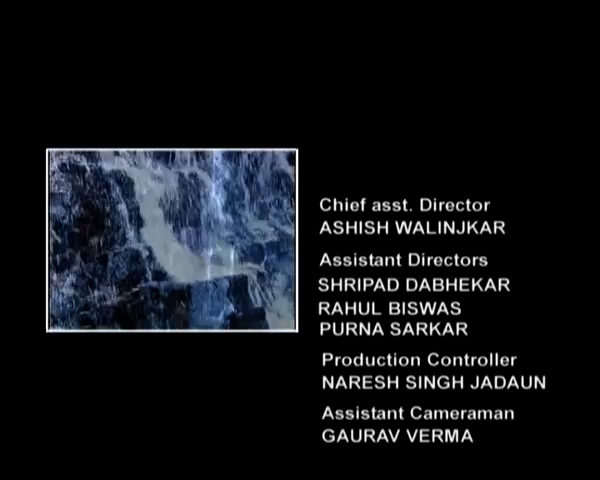 Chief asst. Director
ASHISH WALINJKAR
Assistant Directors
SHRIPAD DABHEKAR
RAHUL BISWAS
PURNA SARKAR
Production Controller
NARESH SINGH JADAUN
Assistant Cameraman
GAURAV VERMA